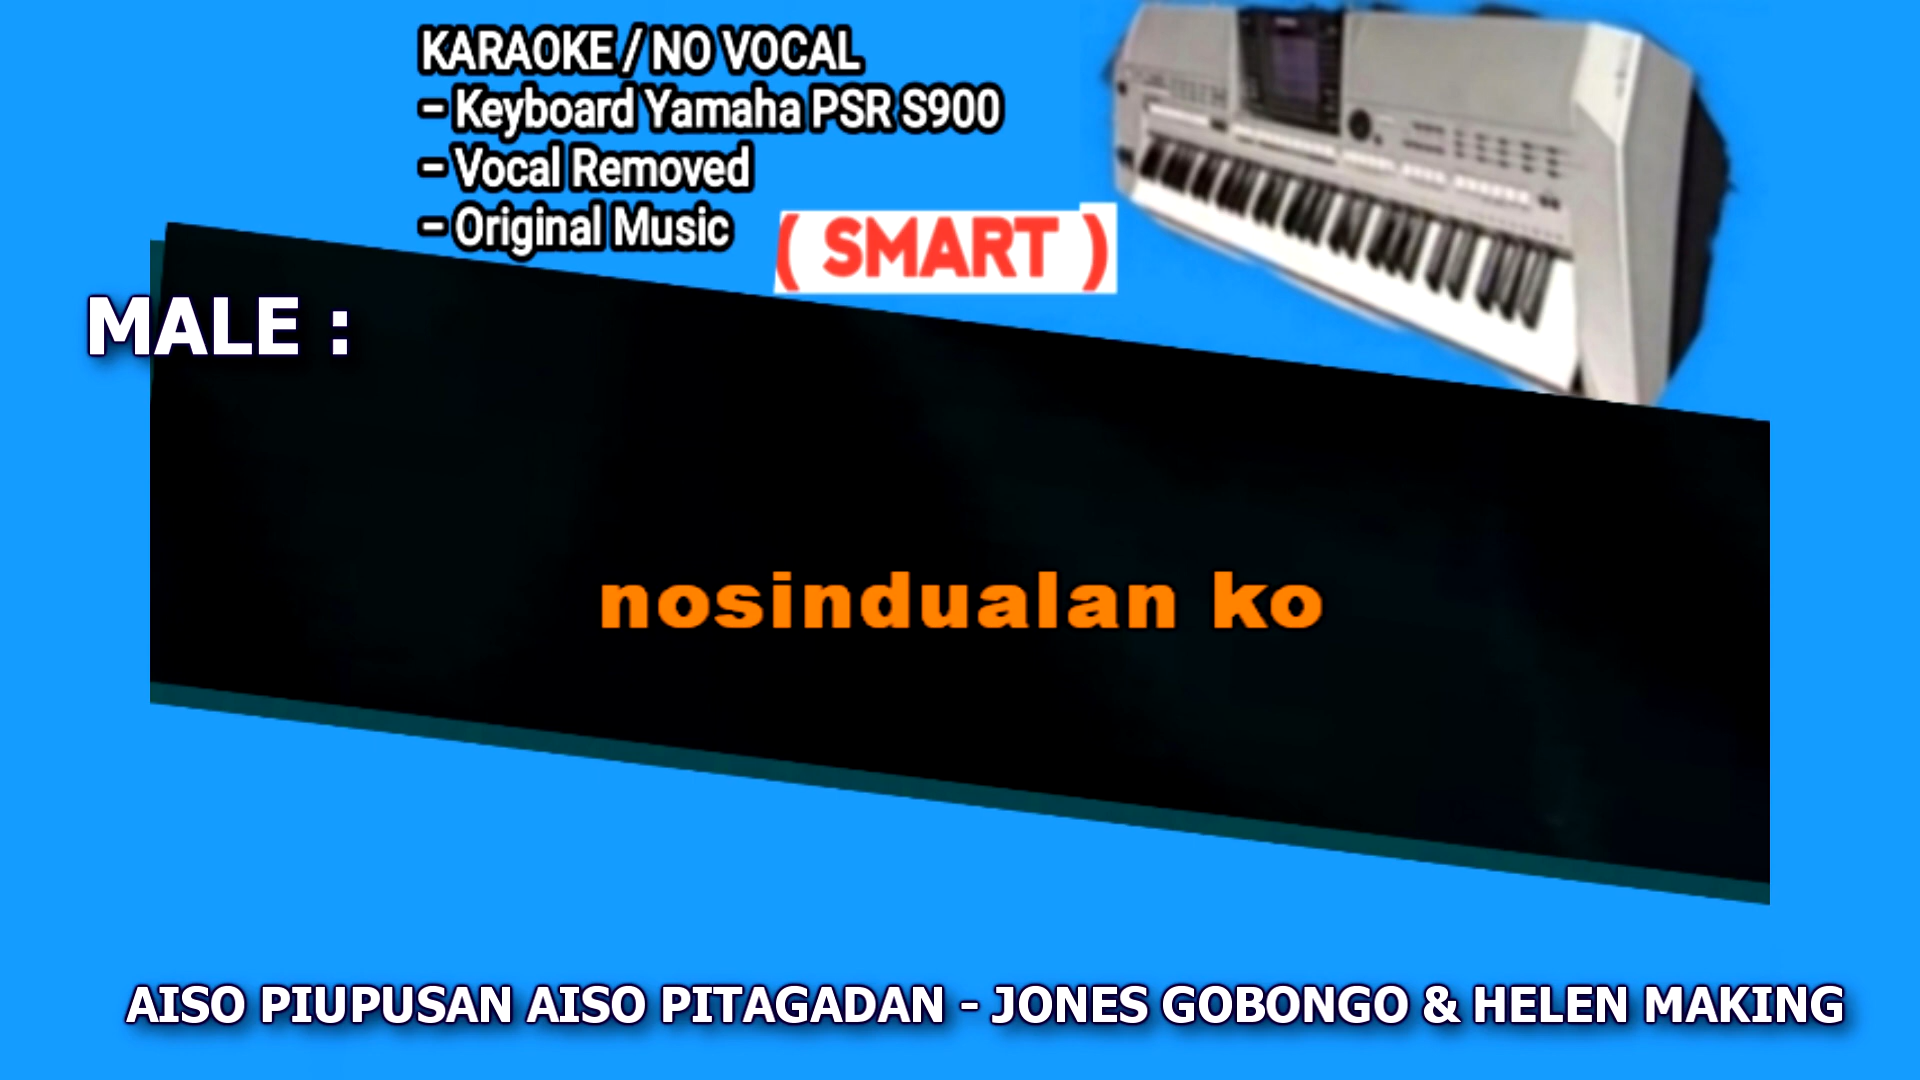 KARAOKE / NO VOCAL
- Keyboard Yamaha PSR S900
- Vocal Removed
- Original Music
( SMART )
MALE :
nosindualan ko
AISO PIUPUSAN AISO PITAGADAN - JONES GOBONGO & HELEN MAKING